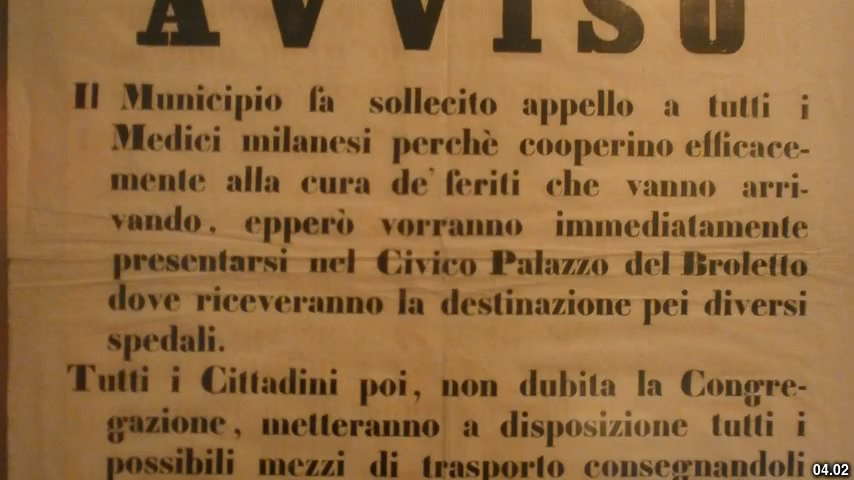 AVVISO
Il Municipio fa sollecito appello a tutti i
Medici milanesi perchè cooperino efficace-
mente alla cura de' feriti che vanno arri-
vando, epperò vorranno immediatamente
presentarsi nel Civico Palazzo del Broletto
dove riceveranno la destinazione pei diversi
spedali.
Tutti i Cittadini poi, non dubita la Congre-
gazione, metteranno a disposizione tutti i
possibili mezzi di trasporto consegnandoli
04.02